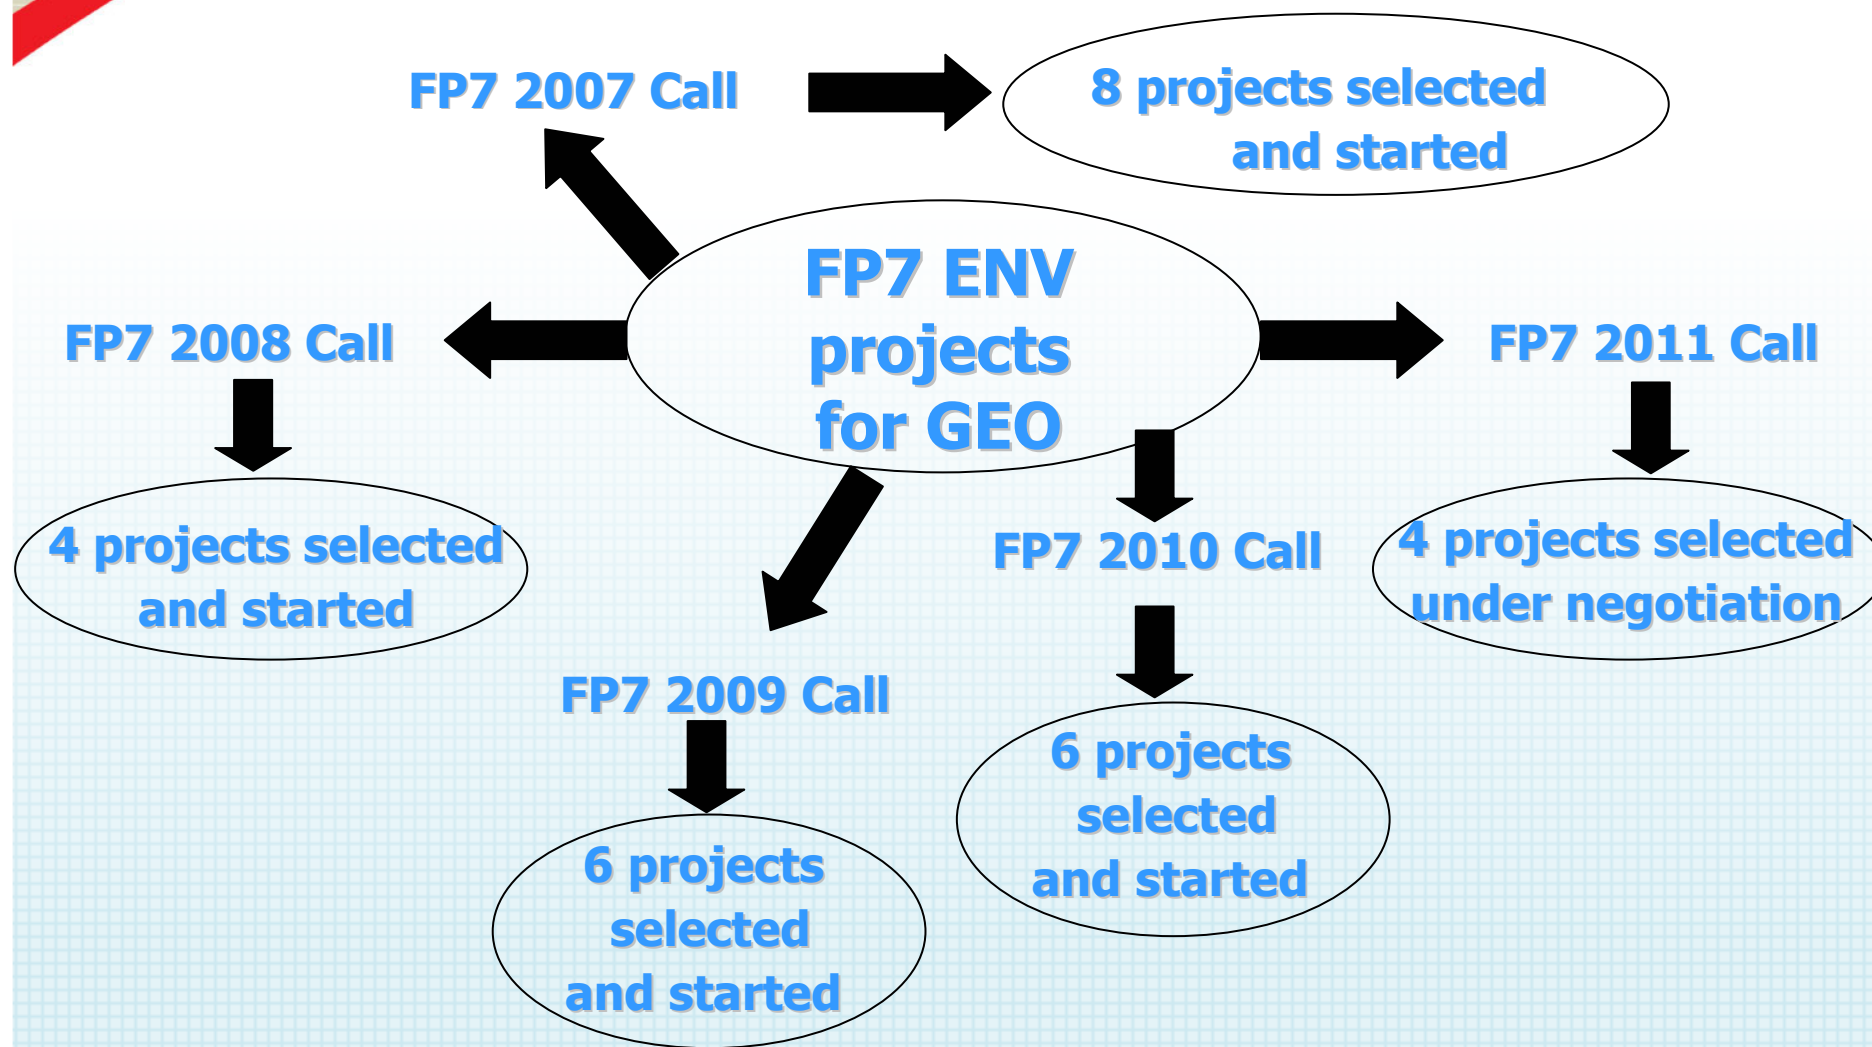 FP7 2007 Call
8 projects selected
and started
FP7 ENV
projects
for GEO
FP7 2008 Call
4 projects selected
and started
FP7 2009 Call
6 projects
selected
and started
FP7 2010 Call
6 projects
selected
and started
FP7 2011 Call
4 projects selected
under negotiation